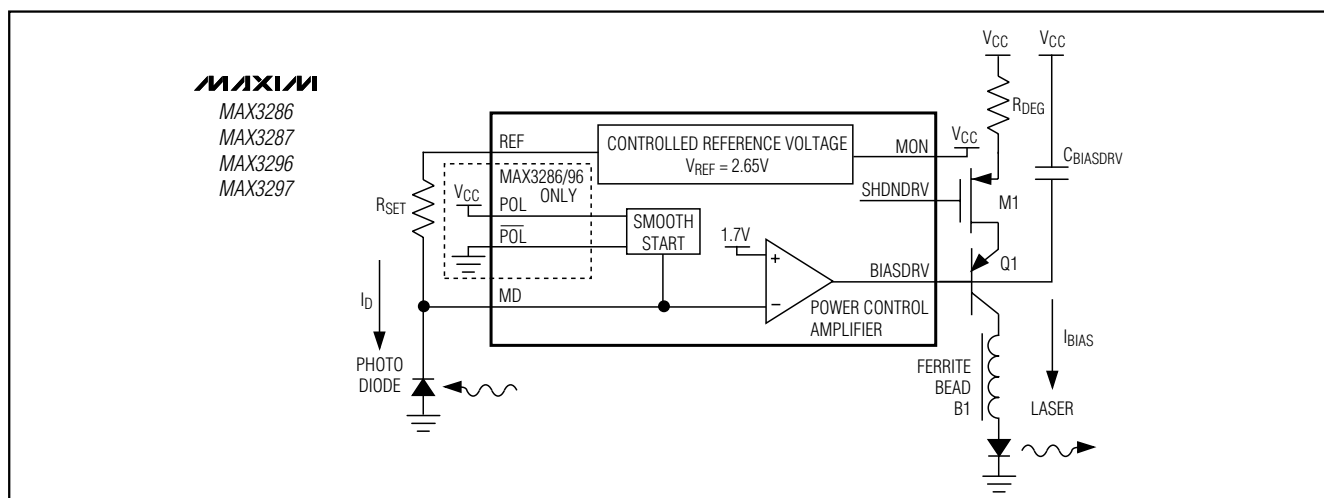 MAXIM
MAX3286
MAX3287
MAX3296
MAX3297
REF
CONTROLLED REFERENCE VOLTAGE
VREF = 2.65V
MON
VCC
VCC
VCC
RDEG
CBIASDRV
MAX3286/96
ONLY
VCC
POL
POL
SMOOTH
START
SHDNDRV
M1
RSET
1.7V
+
−
Q1
BIASDRV
ID
MD
POWER CONTROL
AMPLIFIER
PHOTO
DIODE
FERRITE
BEAD
B1
IBIAS
LASER